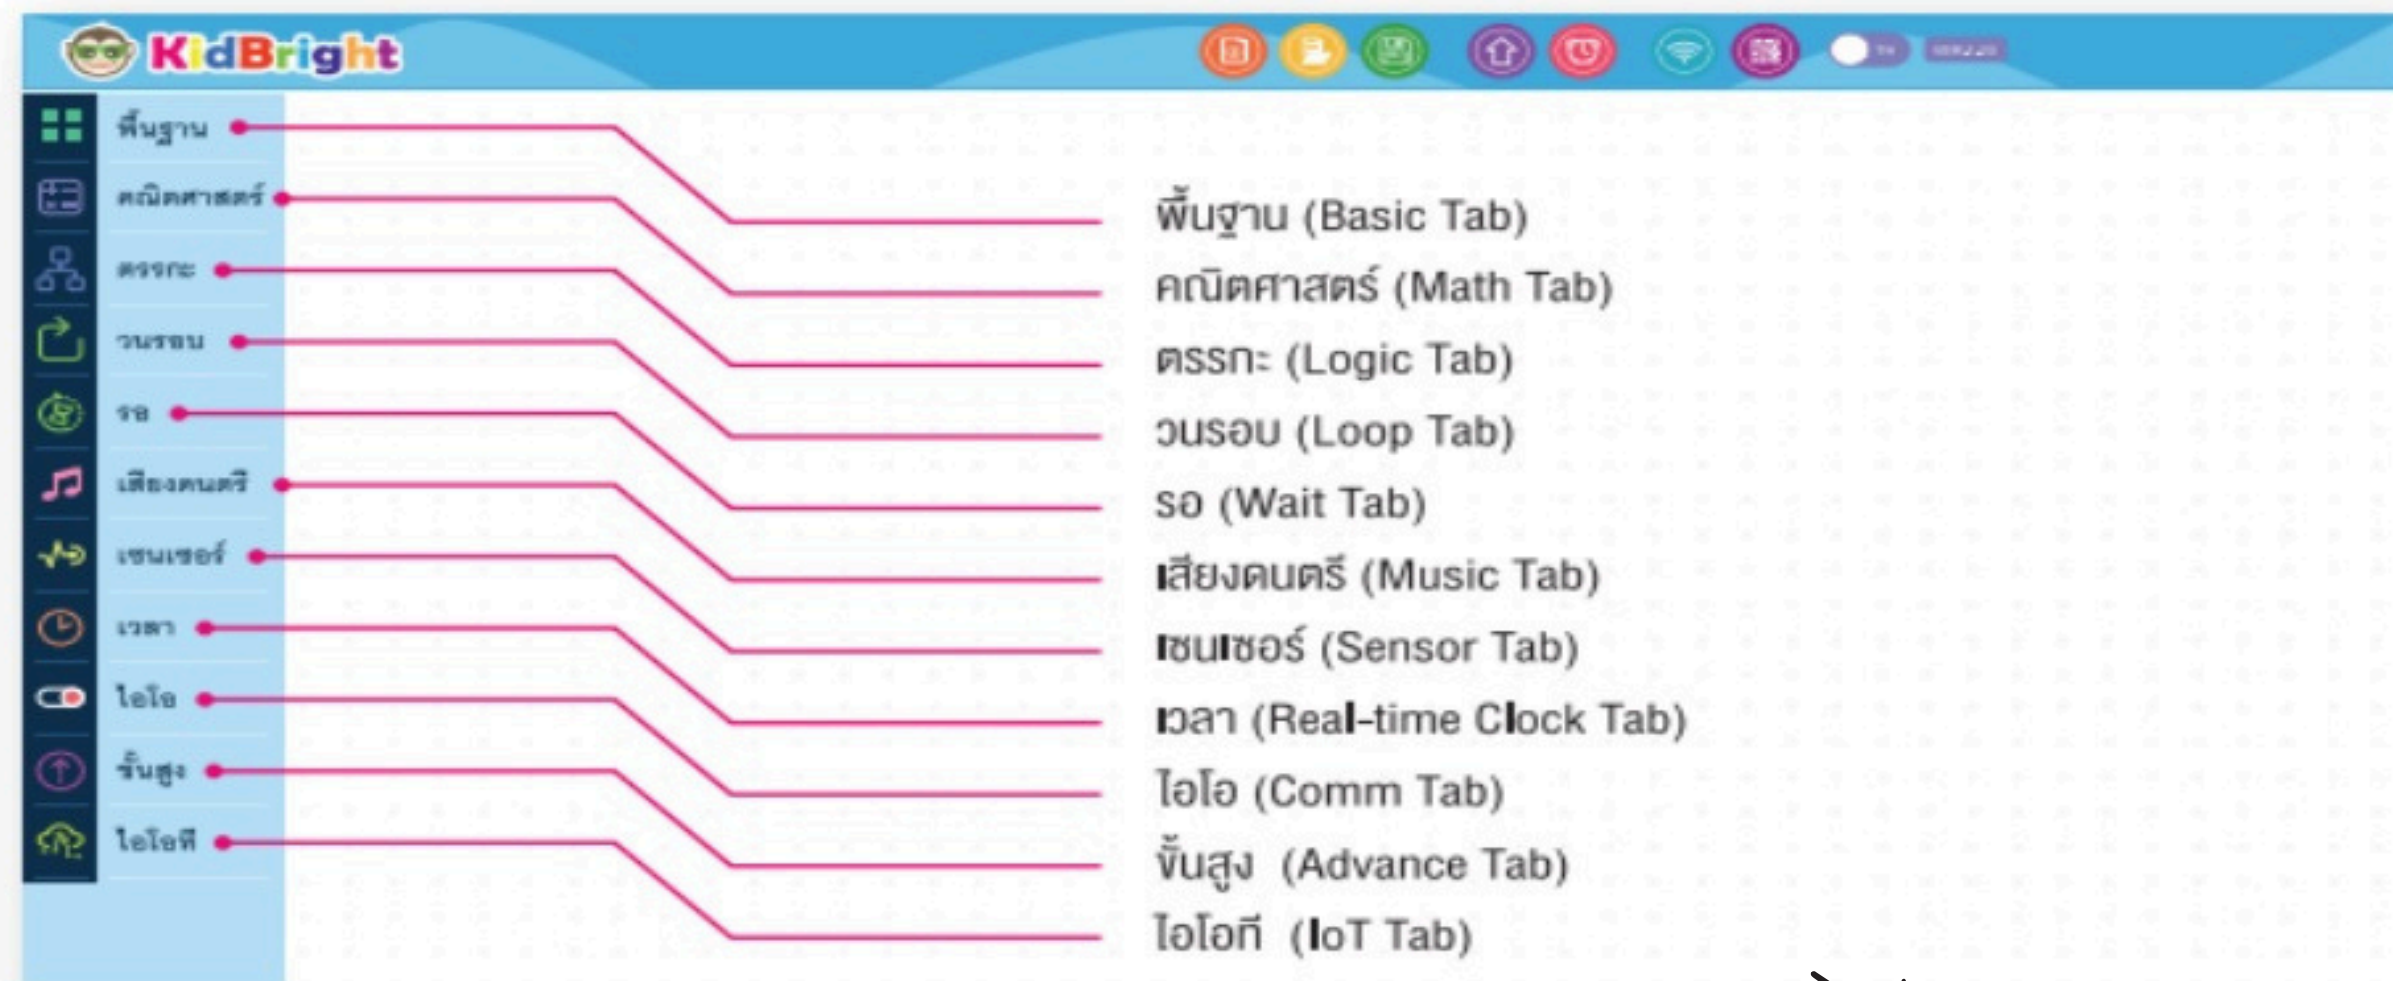 KidBright
พื้นฐาน
คณิตศาสตร์
ตรรกะ
วนรอบ
รอ
เสียงดนตรี
เซนเซอร์
เวลา
ไอโอ
ขั้นสูง
ไอโอที
พื้นฐาน (Basic Tab)
คณิตศาสตร์ (Math Tab)
ตรรกะ (Logic Tab)
วนรอบ (Loop Tab)
รอ (Wait Tab)
เสียงดนตรี (Music Tab)
เซนเซอร์ (Sensor Tab)
เวลา (Real-time Clock Tab)
ไอโอ (Comm Tab)
ขั้นสูง (Advance Tab)
ไอโอที (IoT Tab)